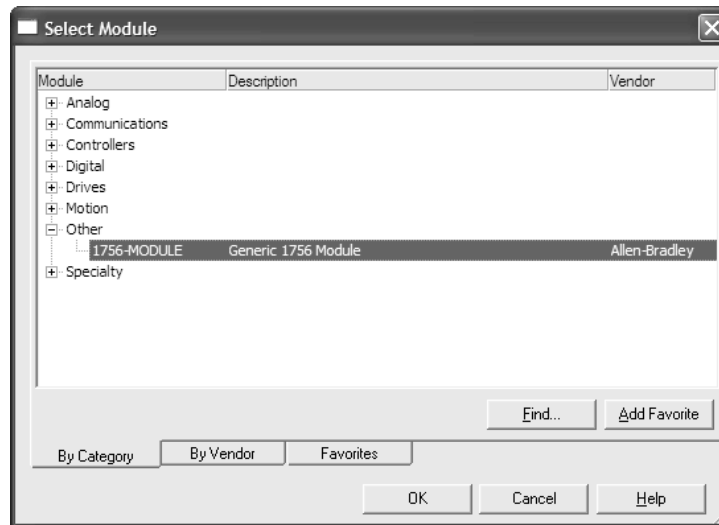 Select Module
Module Description Vendor
Analog
Communications
Controllers
Digital
Drives
Motion
Other
1756-MODULE Generic 1756 Module Allen-Bradley
Specialty
Find... Add Favorite
By Category By Vendor Favorites
OK Cancel Help